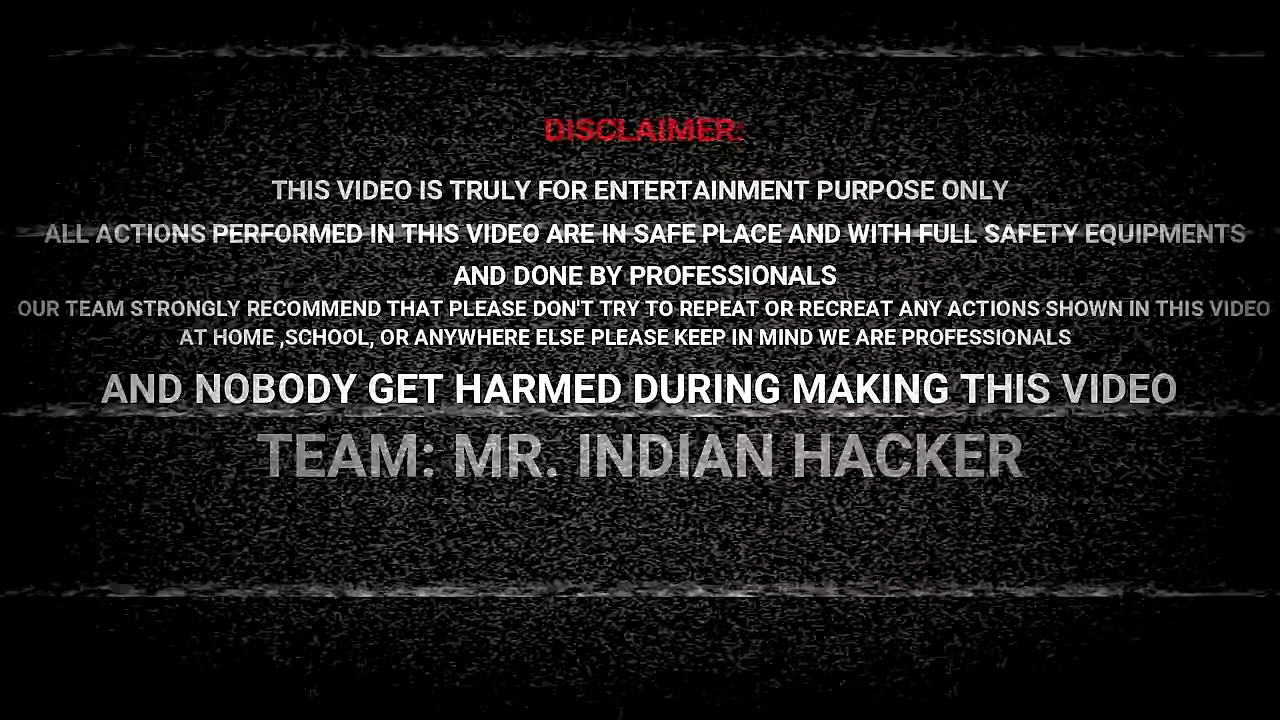 DISCLAIMER:
THIS VIDEO IS TRULY FOR ENTERTAINMENT PURPOSE ONLY
ALL ACTIONS PERFORMED IN THIS VIDEO ARE IN SAFE PLACE AND WITH FULL SAFETY EQUIPMENTS
AND DONE BY PROFESSIONALS
OUR TEAM STRONGLY RECOMMEND THAT PLEASE DON'T TRY TO REPEAT OR RECREAT ANY ACTIONS SHOWN IN THIS VIDEO
AT HOME ,SCHOOL, OR ANYWHERE ELSE PLEASE KEEP IN MIND WE ARE PROFESSIONALS
AND NOBODY GET HARMED DURING MAKING THIS VIDEO
TEAM: MR. INDIAN HACKER